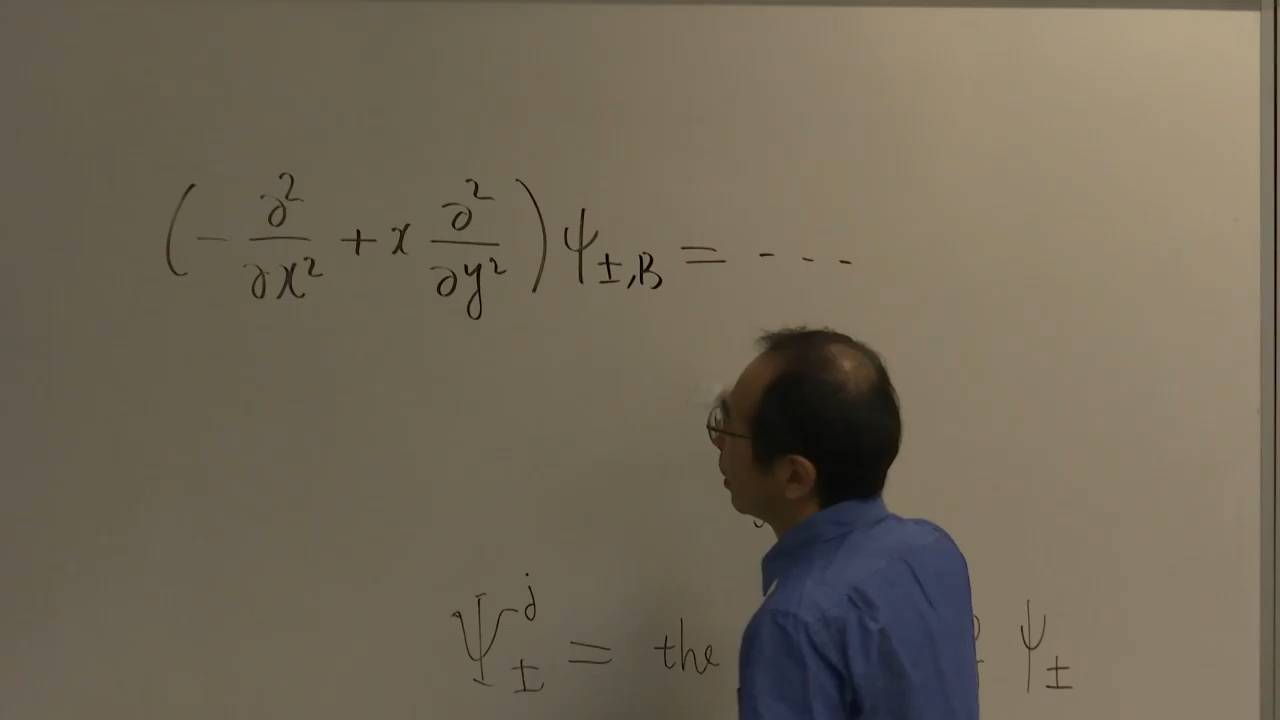 (-∂²/∂x² + x ∂²/∂y²) ψ±,B = - - -
Ψ±ʲ = the ψ±